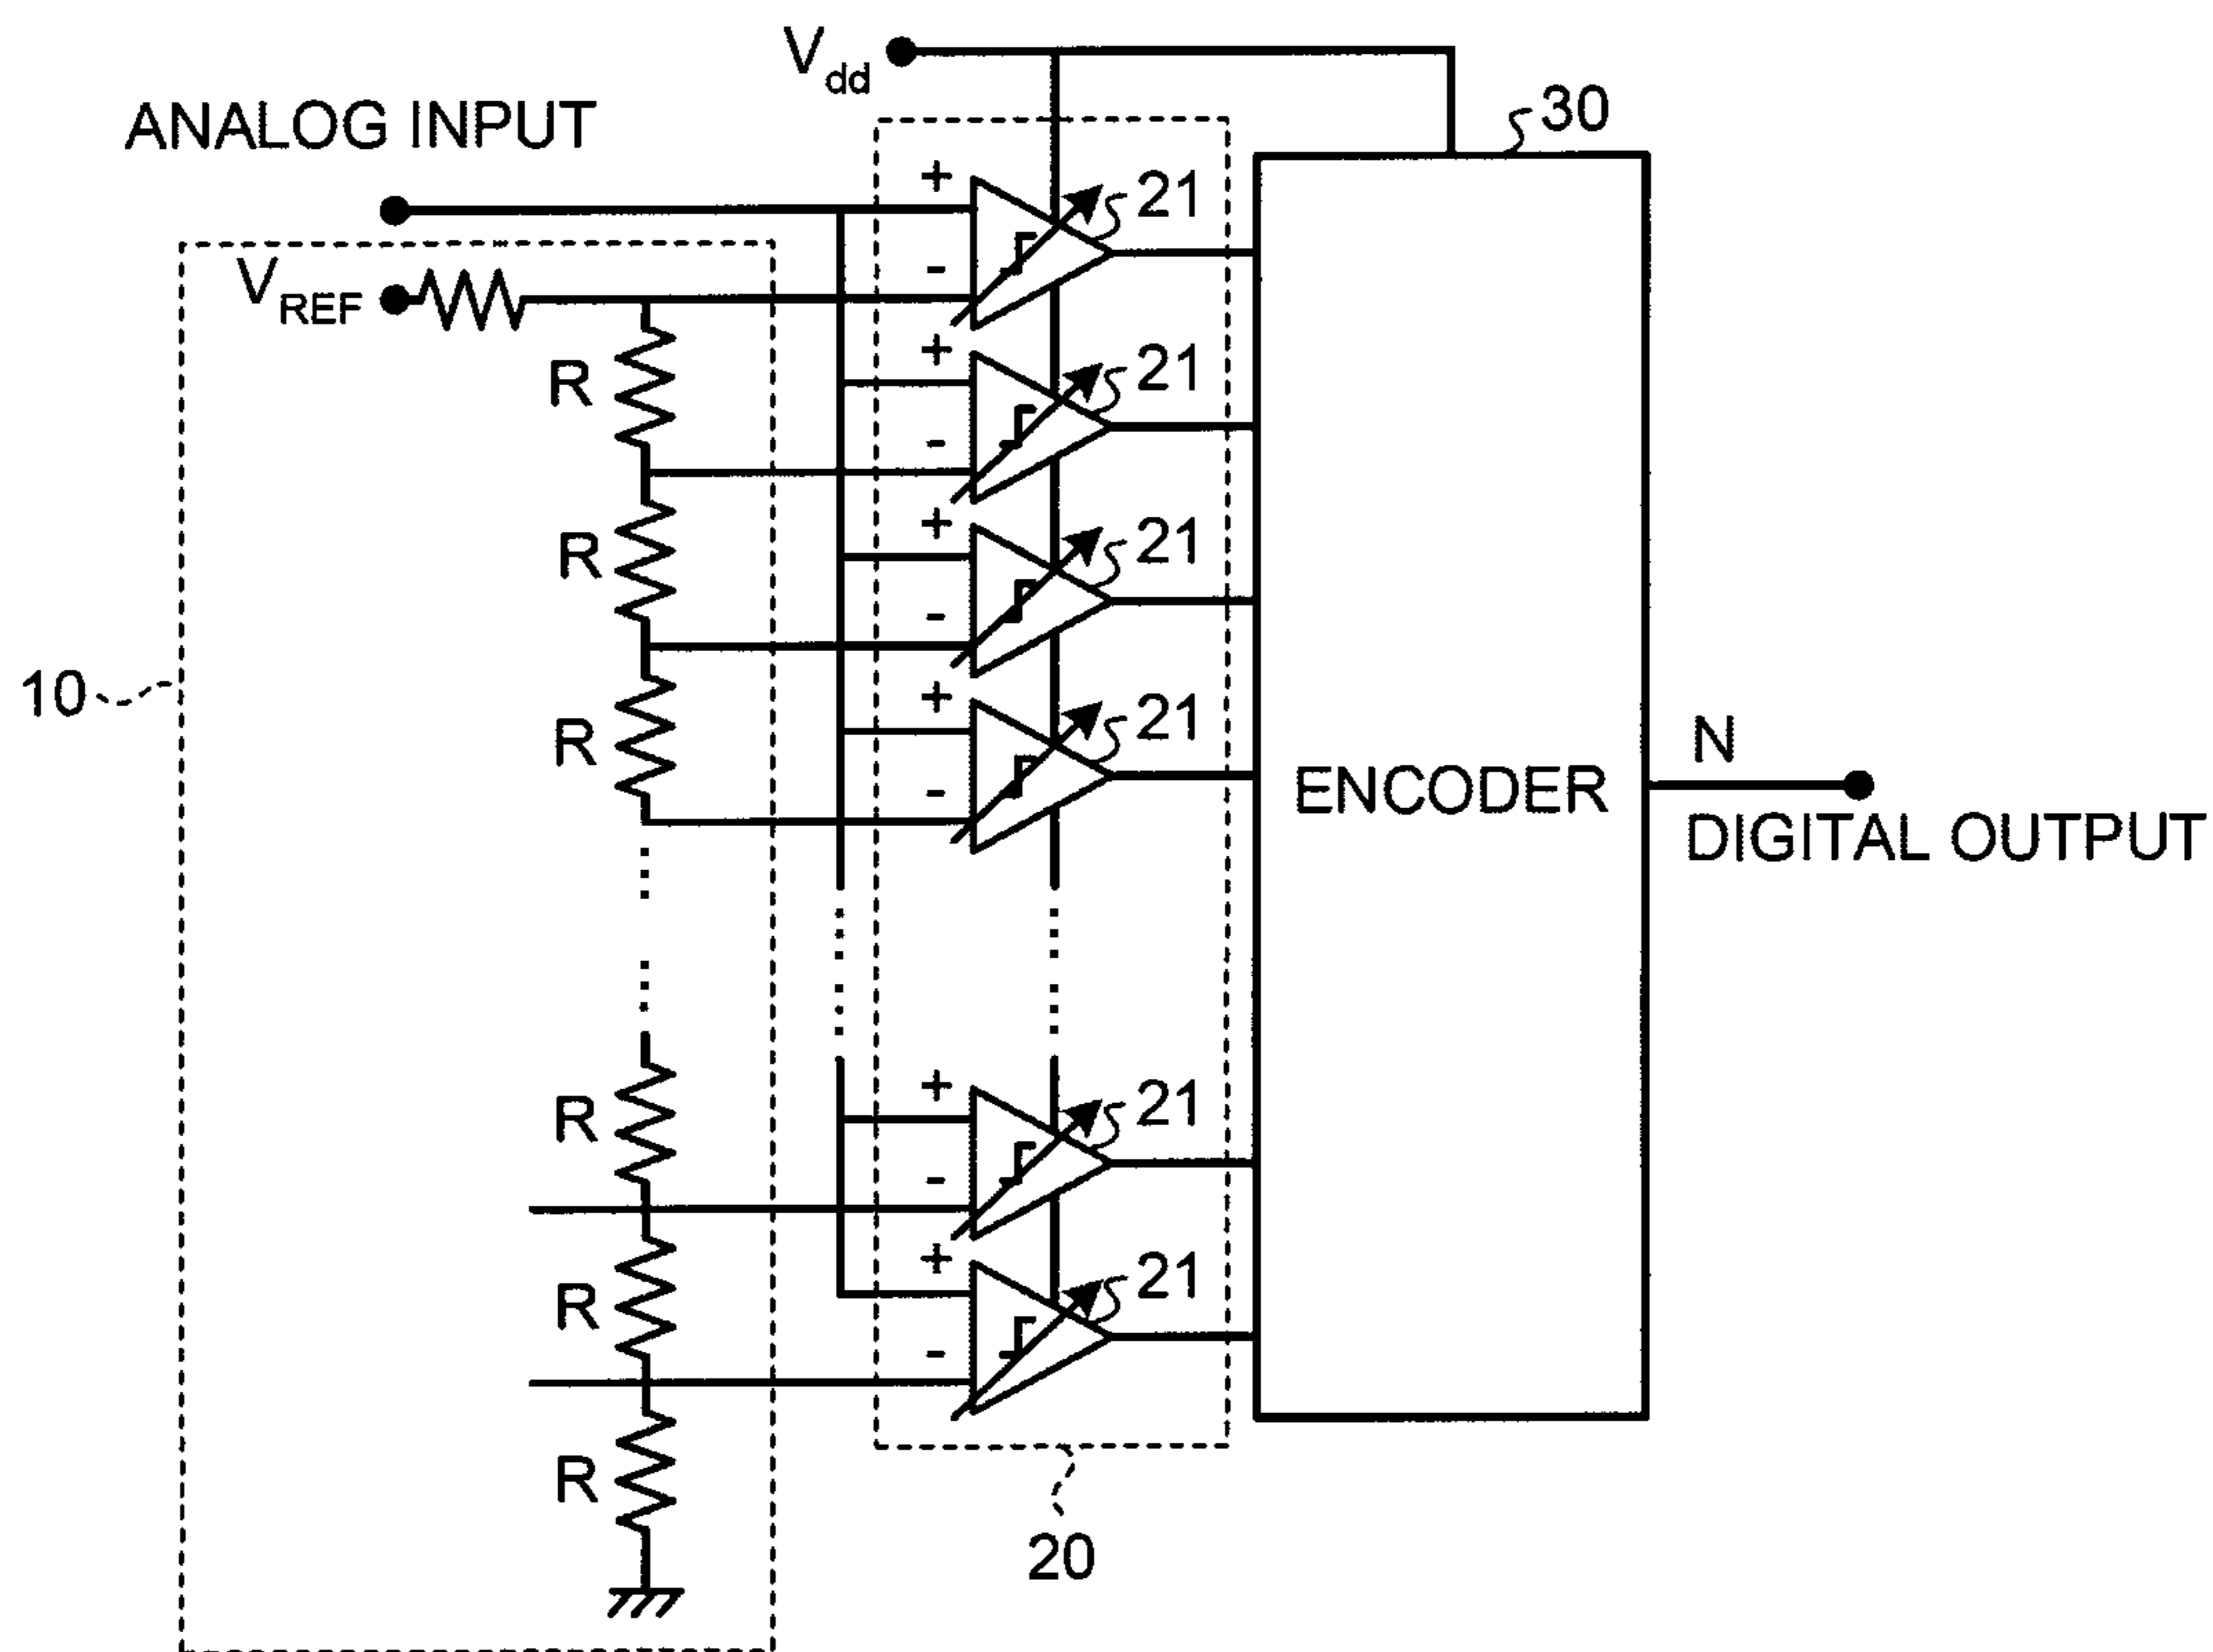 Vdd
ANALOG INPUT
30
+
21
-
VREF
+
21
R
-
+
21
R
-
10
+
21
R
-
N
ENCODER
DIGITAL OUTPUT
+
21
R
-
+
21
R
-
R
20